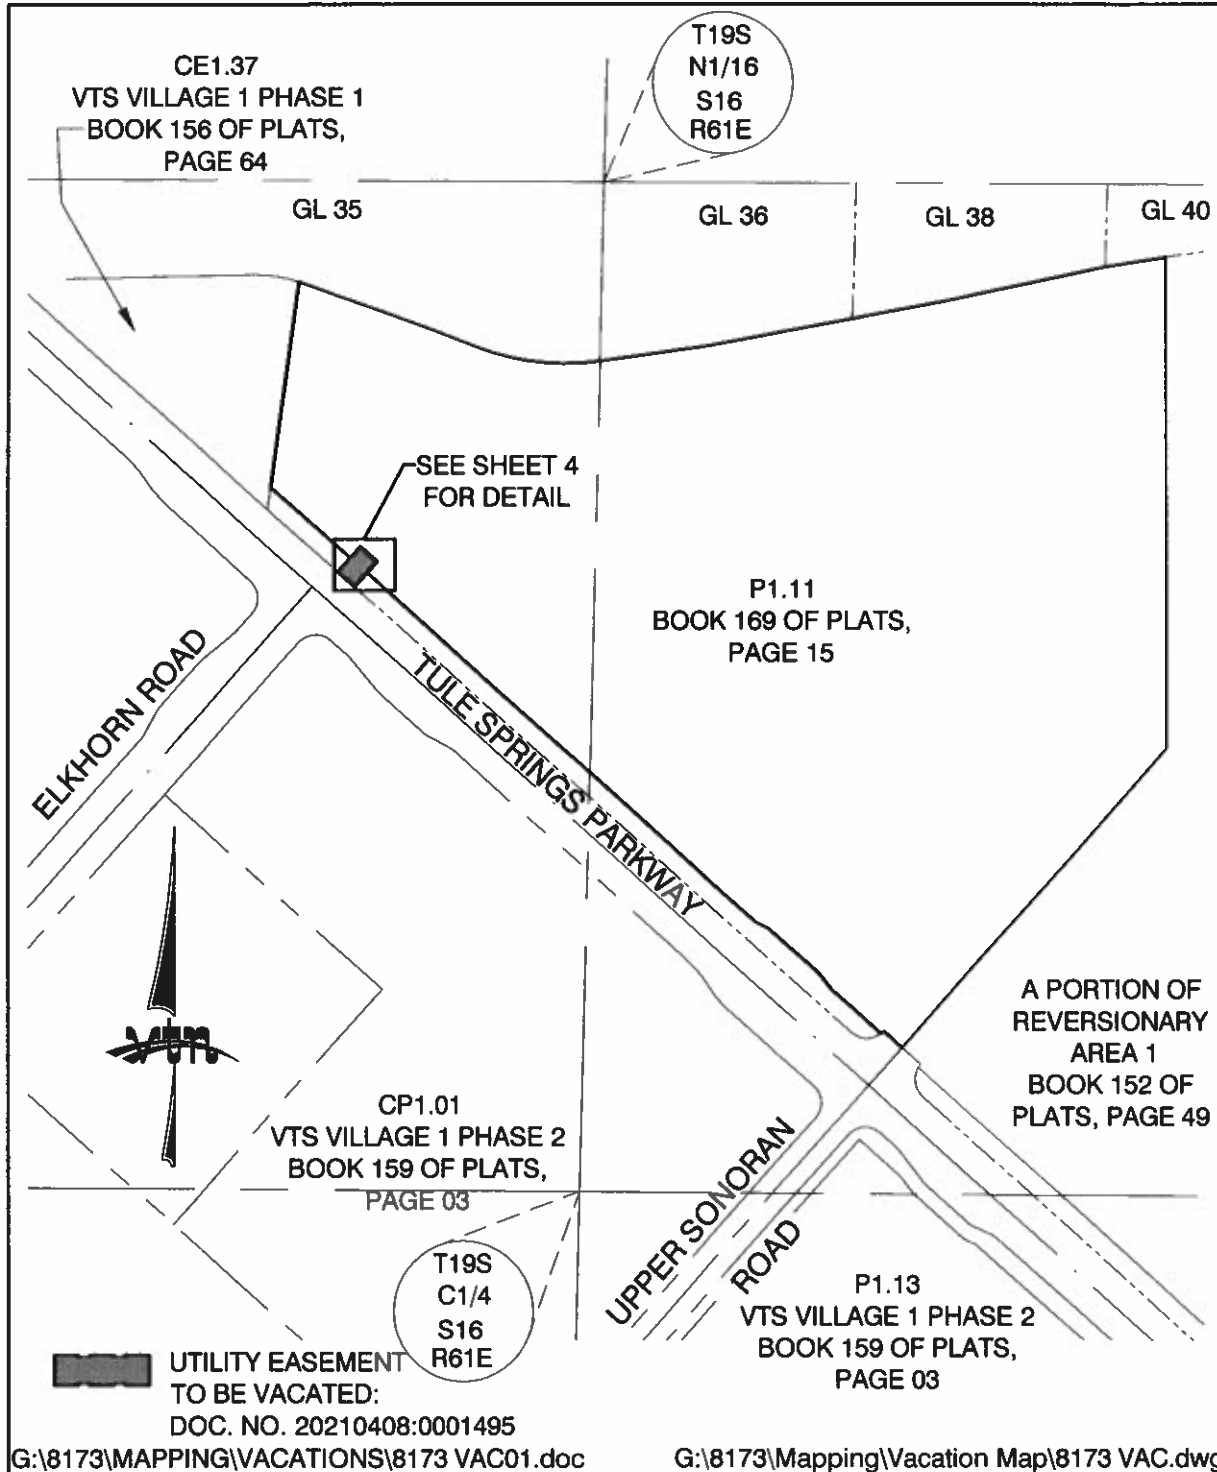 T19S
N1/16
S16
R61E
CE1.37
VTS VILLAGE 1 PHASE 1
BOOK 156 OF PLATS,
PAGE 64
GL 35
GL 36
GL 38
GL 40
SEE SHEET 4
FOR DETAIL
P1.11
BOOK 169 OF PLATS,
PAGE 15
ELKHORN ROAD
TULE SPRINGS PARKWAY
A PORTION OF
REVERSIONARY
AREA 1
BOOK 152 OF
PLATS, PAGE 49
vtn
CP1.01
VTS VILLAGE 1 PHASE 2
BOOK 159 OF PLATS,
PAGE 03
UPPER SONORAN
ROAD
T19S
C1/4
S16
R61E
P1.13
VTS VILLAGE 1 PHASE 2
BOOK 159 OF PLATS,
PAGE 03
UTILITY EASEMENT
TO BE VACATED:
DOC. NO. 20210408:0001495
G:\8173\MAPPING\VACATIONS\8173 VAC01.doc
G:\8173\Mapping\Vacation Map\8173 VAC.dwg